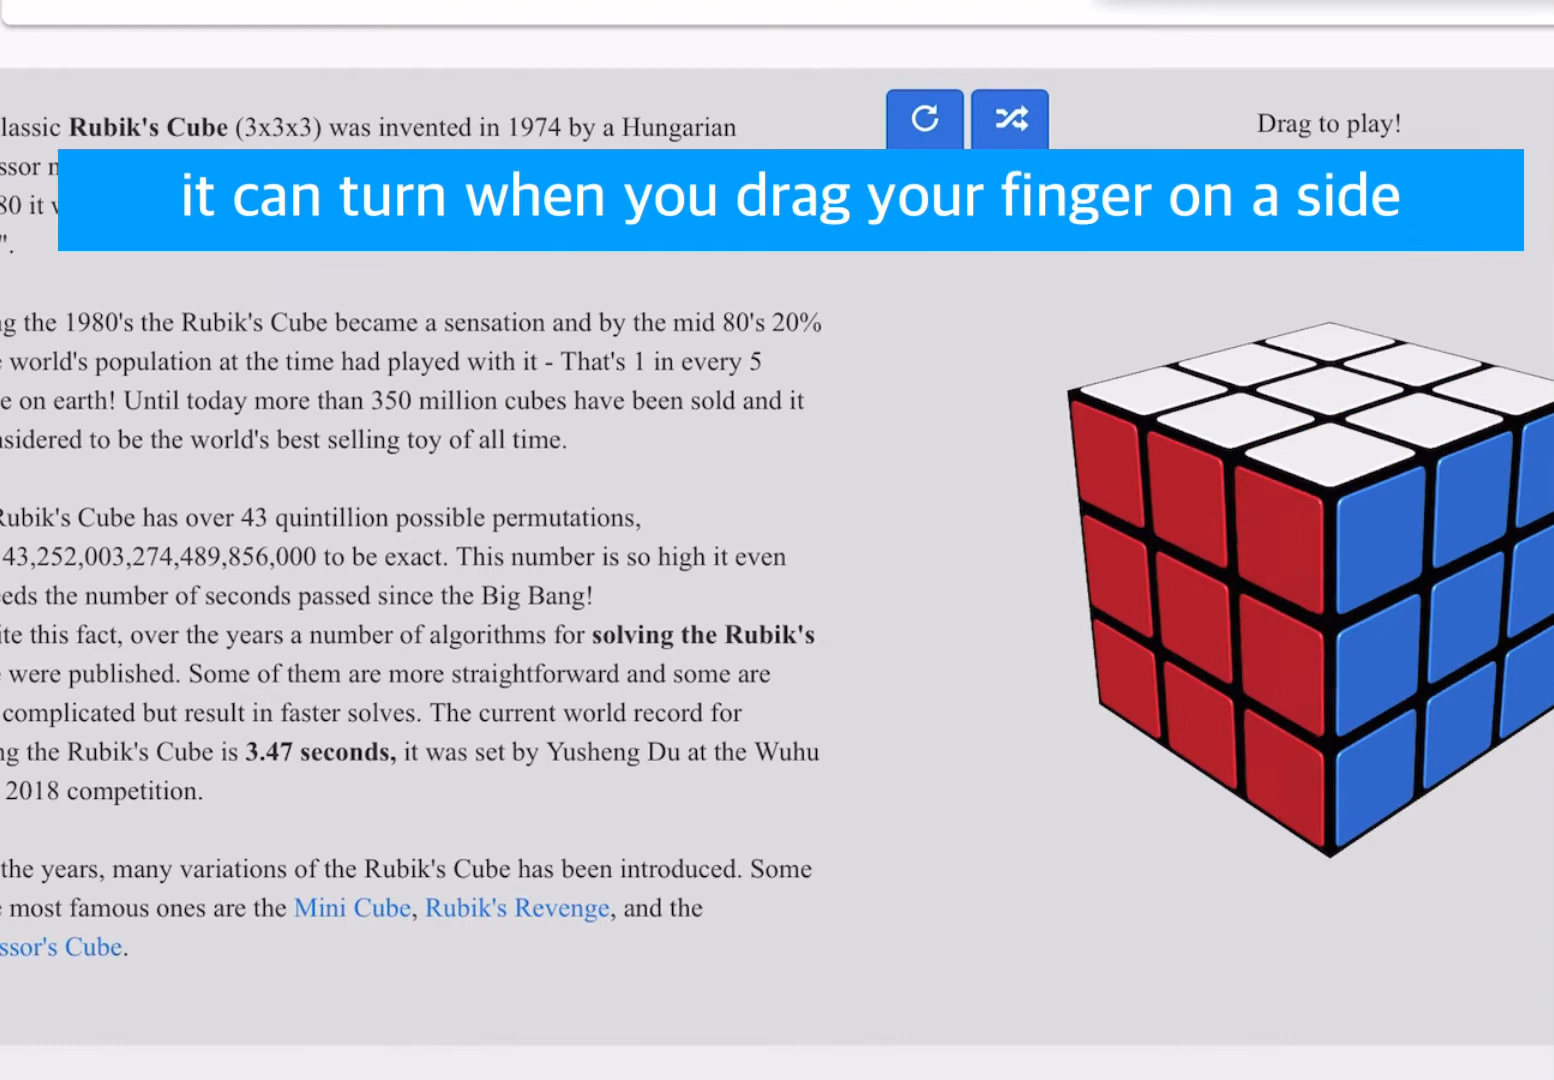 lassic Rubik's Cube (3x3x3) was invented in 1974 by a Hungarian
Drag to play!
ssor
80 it
it can turn when you drag your finger on a side
".
g the 1980's the Rubik's Cube became a sensation and by the mid 80's 20%
world's population at the time had played with it - That's 1 in every 5
e on earth! Until today more than 350 million cubes have been sold and it
sidered to be the world's best selling toy of all time.
Rubik's Cube has over 43 quintillion possible permutations,
43,252,003,274,489,856,000 to be exact. This number is so high it even
eds the number of seconds passed since the Big Bang!
ite this fact, over the years a number of algorithms for solving the Rubik's
were published. Some of them are more straightforward and some are
complicated but result in faster solves. The current world record for
g the Rubik's Cube is 3.47 seconds, it was set by Yusheng Du at the Wuhu
2018 competition.
the years, many variations of the Rubik's Cube has been introduced. Some
most famous ones are the Mini Cube, Rubik's Revenge, and the
ssor's Cube.